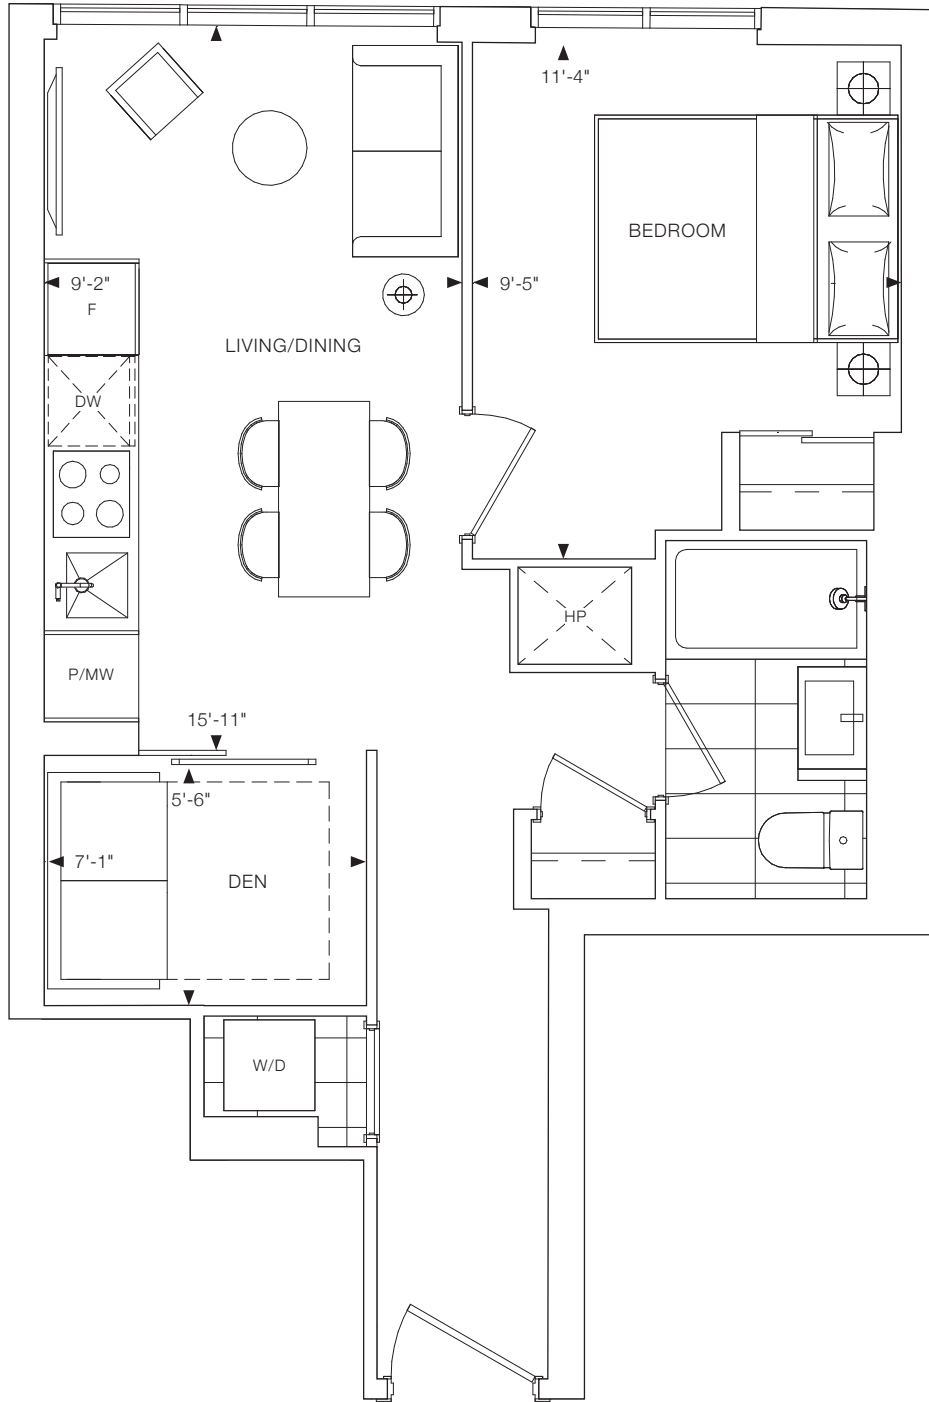 11'-4"
BEDROOM
9'-2"
9'-5"
F
LIVING/DINING
DW
HP
P/MW
15'-11"
5'-6"
7'-1"
DEN
W/D